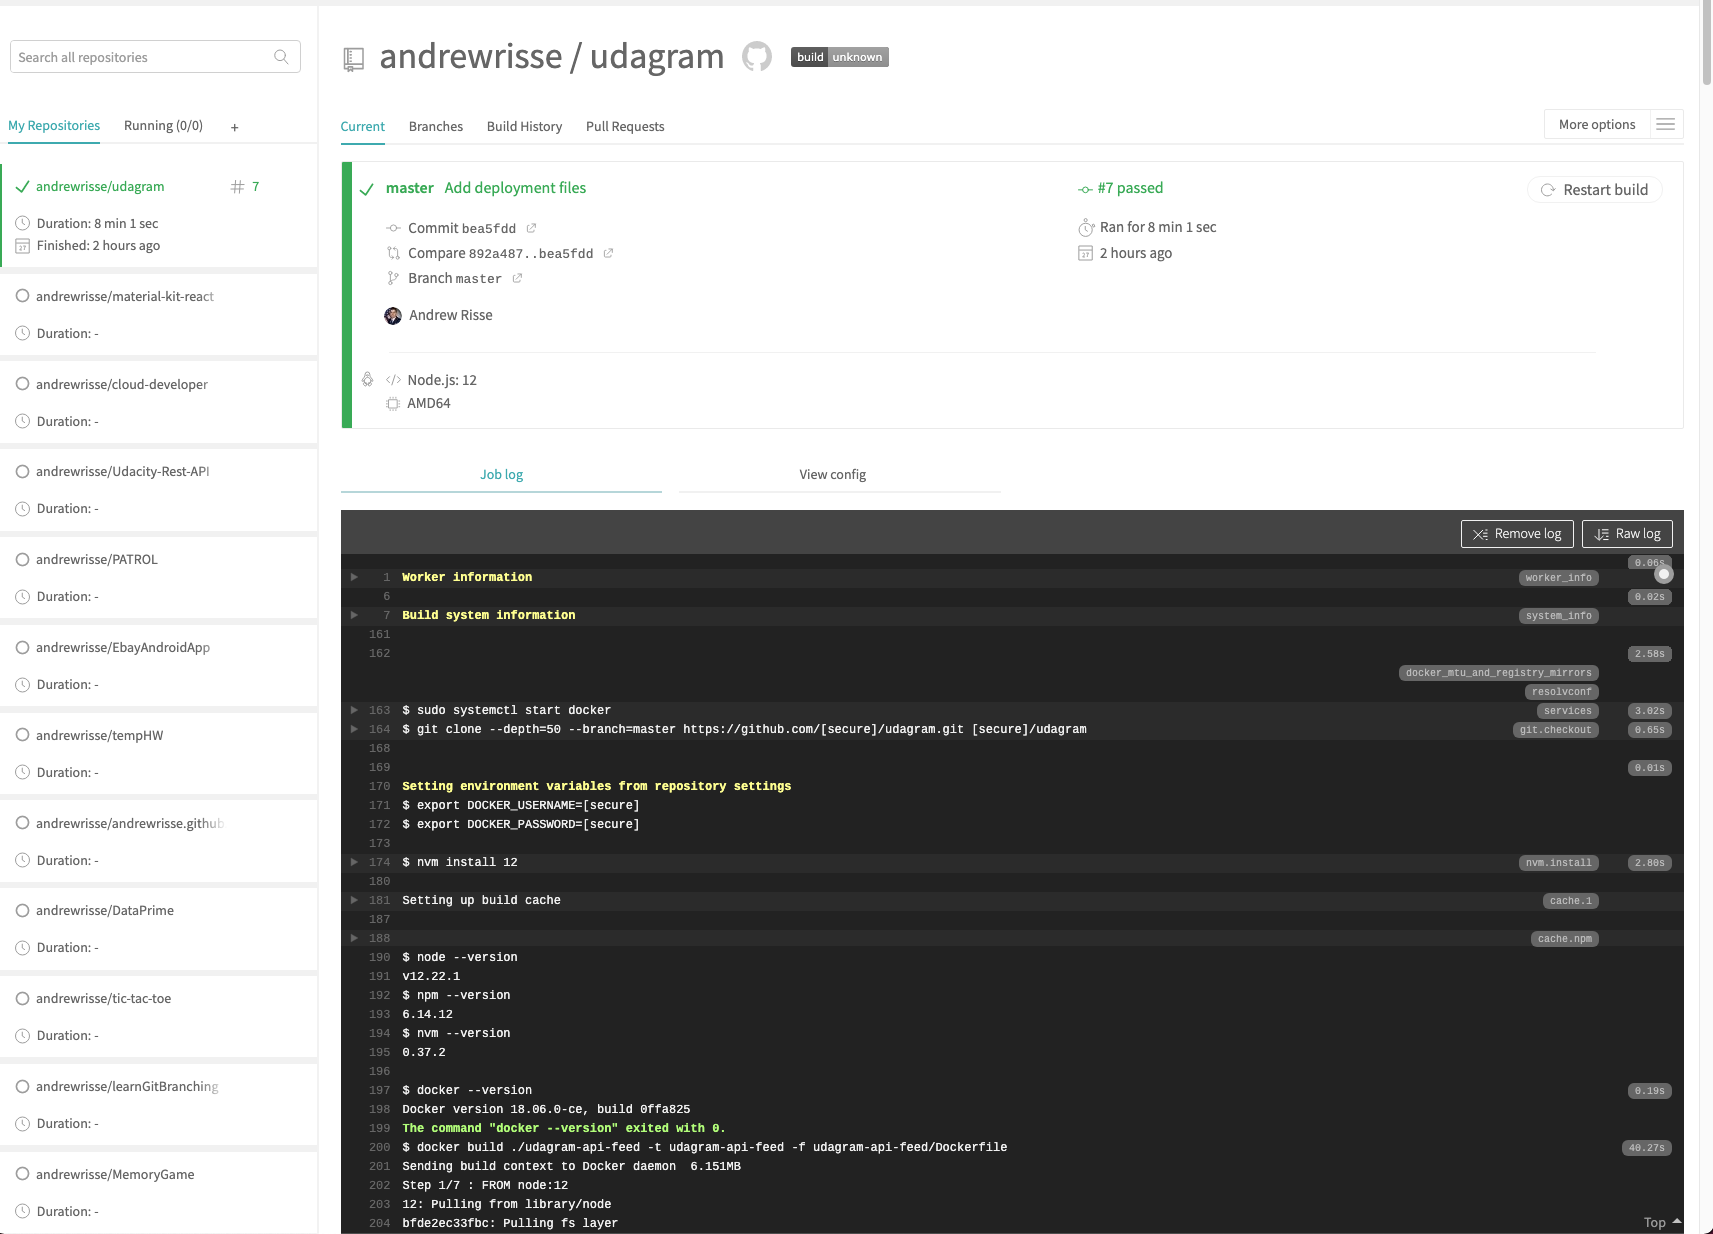 Search all repositories
My Repositories
Running (0/0)
+
andrewrisse/udagram
# 7
Duration: 8 min 1 sec
Finished: 2 hours ago
andrewrisse/material-kit-react
Duration: -
andrewrisse/cloud-developer
Duration: -
andrewrisse/Udacity-Rest-API
Duration: -
andrewrisse/PATROL
Duration: -
andrewrisse/EbayAndroidApp
Duration: -
andrewrisse/tempHW
Duration: -
andrewrisse/andrewrisse.github
Duration: -
andrewrisse/DataPrime
Duration: -
andrewrisse/tic-tac-toe
Duration: -
andrewrisse/learnGitBranching
Duration: -
andrewrisse/MemoryGame
Duration: -
andrewrisse / udagram
build unknown
Current
Branches
Build History
Pull Requests
More options
master Add deployment files
Commit bea5fdd
Compare 892a487..bea5fdd
Branch master
Andrew Risse
#7 passed
Ran for 8 min 1 sec
2 hours ago
Restart build
Node.js: 12
AMD64
Job log
View config
Remove log
Raw log
0.06s
1 Worker information worker_info
6 0.02s
7 Build system information system_info
161
162 2.58s
docker_mtu_and_registry_mirrors
resolvconf
163 $ sudo systemctl start docker services 3.02s
164 $ git clone --depth=50 --branch=master https://github.com/[secure]/udagram.git [secure]/udagram git.checkout 0.65s
168
169 0.01s
170 Setting environment variables from repository settings
171 $ export DOCKER_USERNAME=[secure]
172 $ export DOCKER_PASSWORD=[secure]
173
174 $ nvm install 12 nvm.install 2.80s
180
181 Setting up build cache cache.1
187
188 cache.npm
190 $ node --version
191 v12.22.1
192 $ npm --version
193 6.14.12
194 $ nvm --version
195 0.37.2
196
197 $ docker --version 0.19s
198 Docker version 18.06.0-ce, build 0ffa825
199 The command "docker --version" exited with 0.
200 $ docker build ./udagram-api-feed -t udagram-api-feed -f udagram-api-feed/Dockerfile 40.27s
201 Sending build context to Docker daemon 6.151MB
202 Step 1/7 : FROM node:12
203 12: Pulling from library/node
204 bfde2ec33fbc: Pulling fs layer
Top